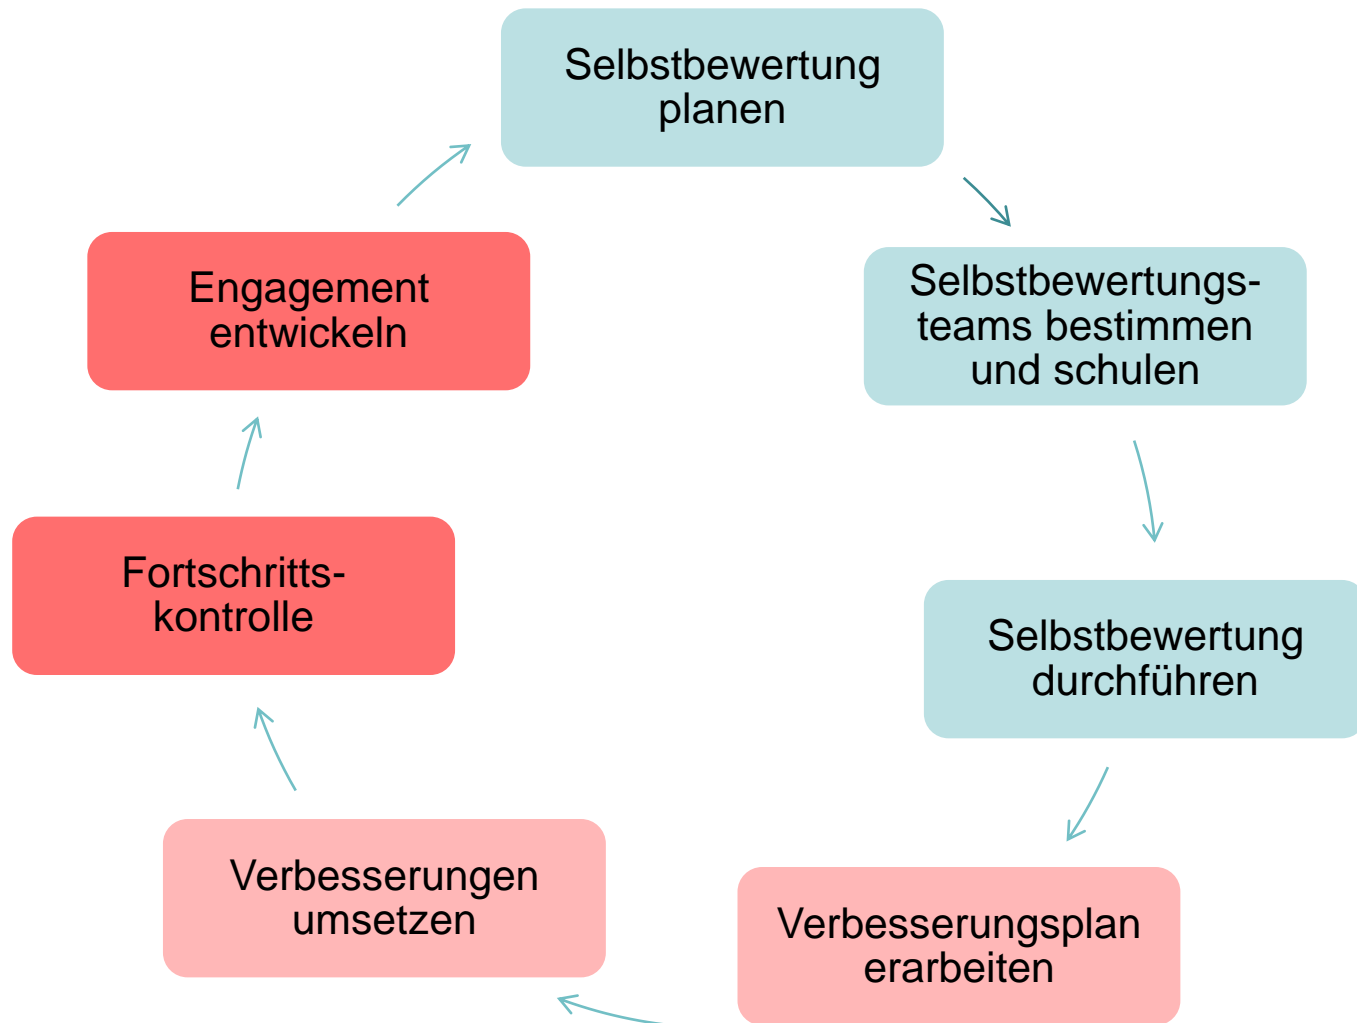 Selbstbewertung
planen
Selbstbewertungs-
teams bestimmen
und schulen
Selbstbewertung
durchführen
Verbesserungsplan
erarbeiten
Verbesserungen
umsetzen
Fortschritts-
kontrolle
Engagement
entwickeln